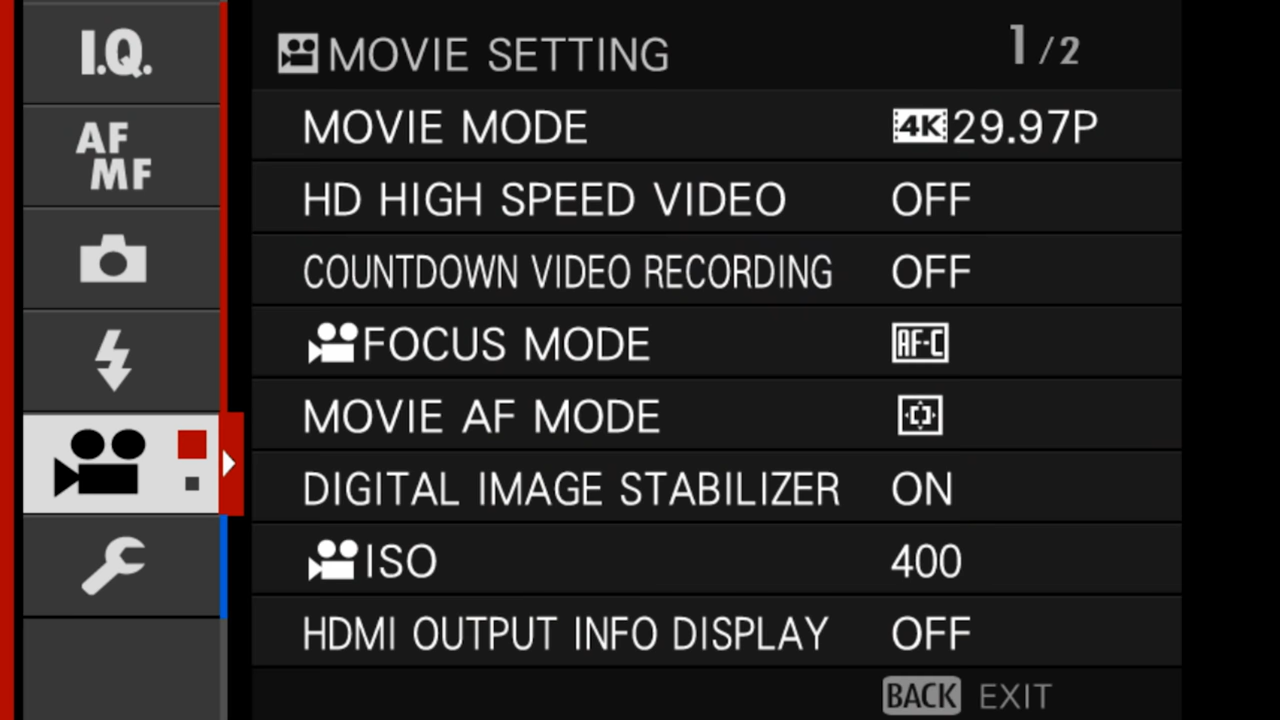 I.Q.
AF
MF
MOVIE SETTING 1/2
MOVIE MODE 4K 29.97P
HD HIGH SPEED VIDEO OFF
COUNTDOWN VIDEO RECORDING OFF
FOCUS MODE AF-C
MOVIE AF MODE
DIGITAL IMAGE STABILIZER ON
ISO 400
HDMI OUTPUT INFO DISPLAY OFF
BACK EXIT